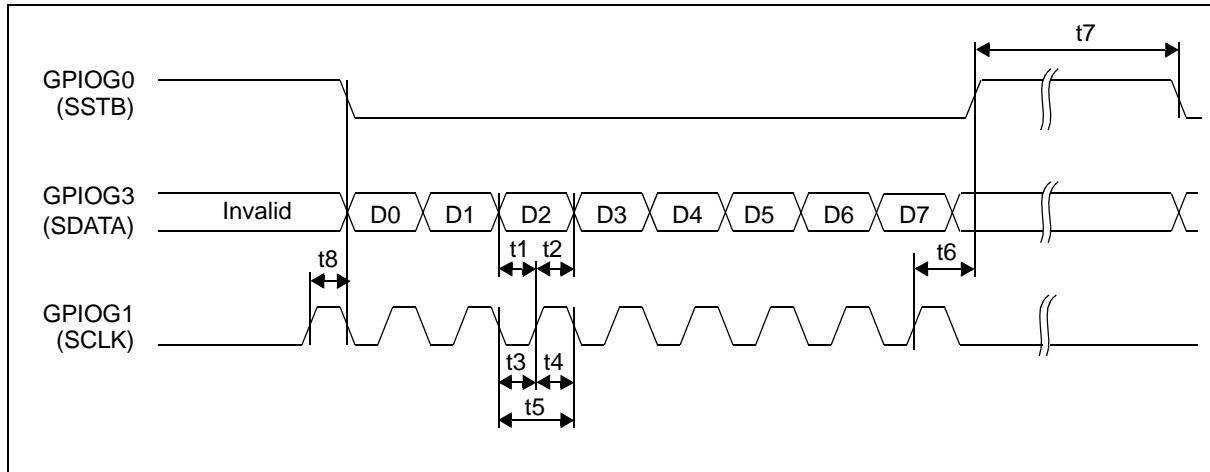 t7
GPIOG0
(SSTB)
GPIOG3
(SDATA)
Invalid D0 D1 D2 D3 D4 D5 D6 D7
t1 t2
t6
t8
GPIOG1
(SCLK)
t3 t4
t5